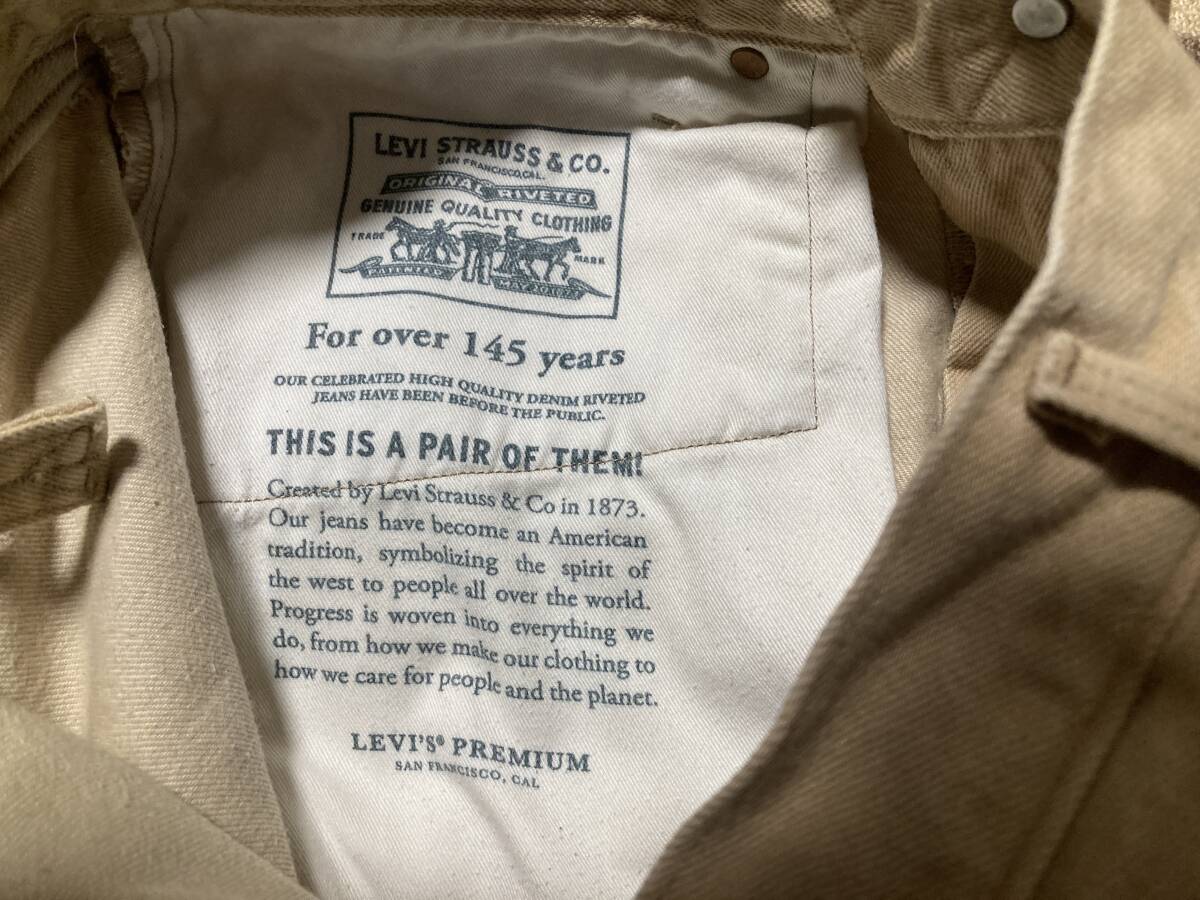 LEVI STRAUSS & CO.
SAN FRANCISCO, CAL.
ORIGINAL RIVETED
GENUINE QUALITY CLOTHING
TRADE MARK
PATENTED MAY 20 1873
For over 145 years
OUR CELEBRATED HIGH QUALITY DENIM RIVETED
JEANS HAVE BEEN BEFORE THE PUBLIC.
THIS IS A PAIR OF THEM!
Created by Levi Strauss & Co in 1873.
Our jeans have become an American
tradition, symbolizing the spirit of
the west to people all over the world.
Progress is woven into everything we
do, from how we make our clothing to
how we care for people and the planet.
LEVI'S® PREMIUM
SAN FRANCISCO, CAL